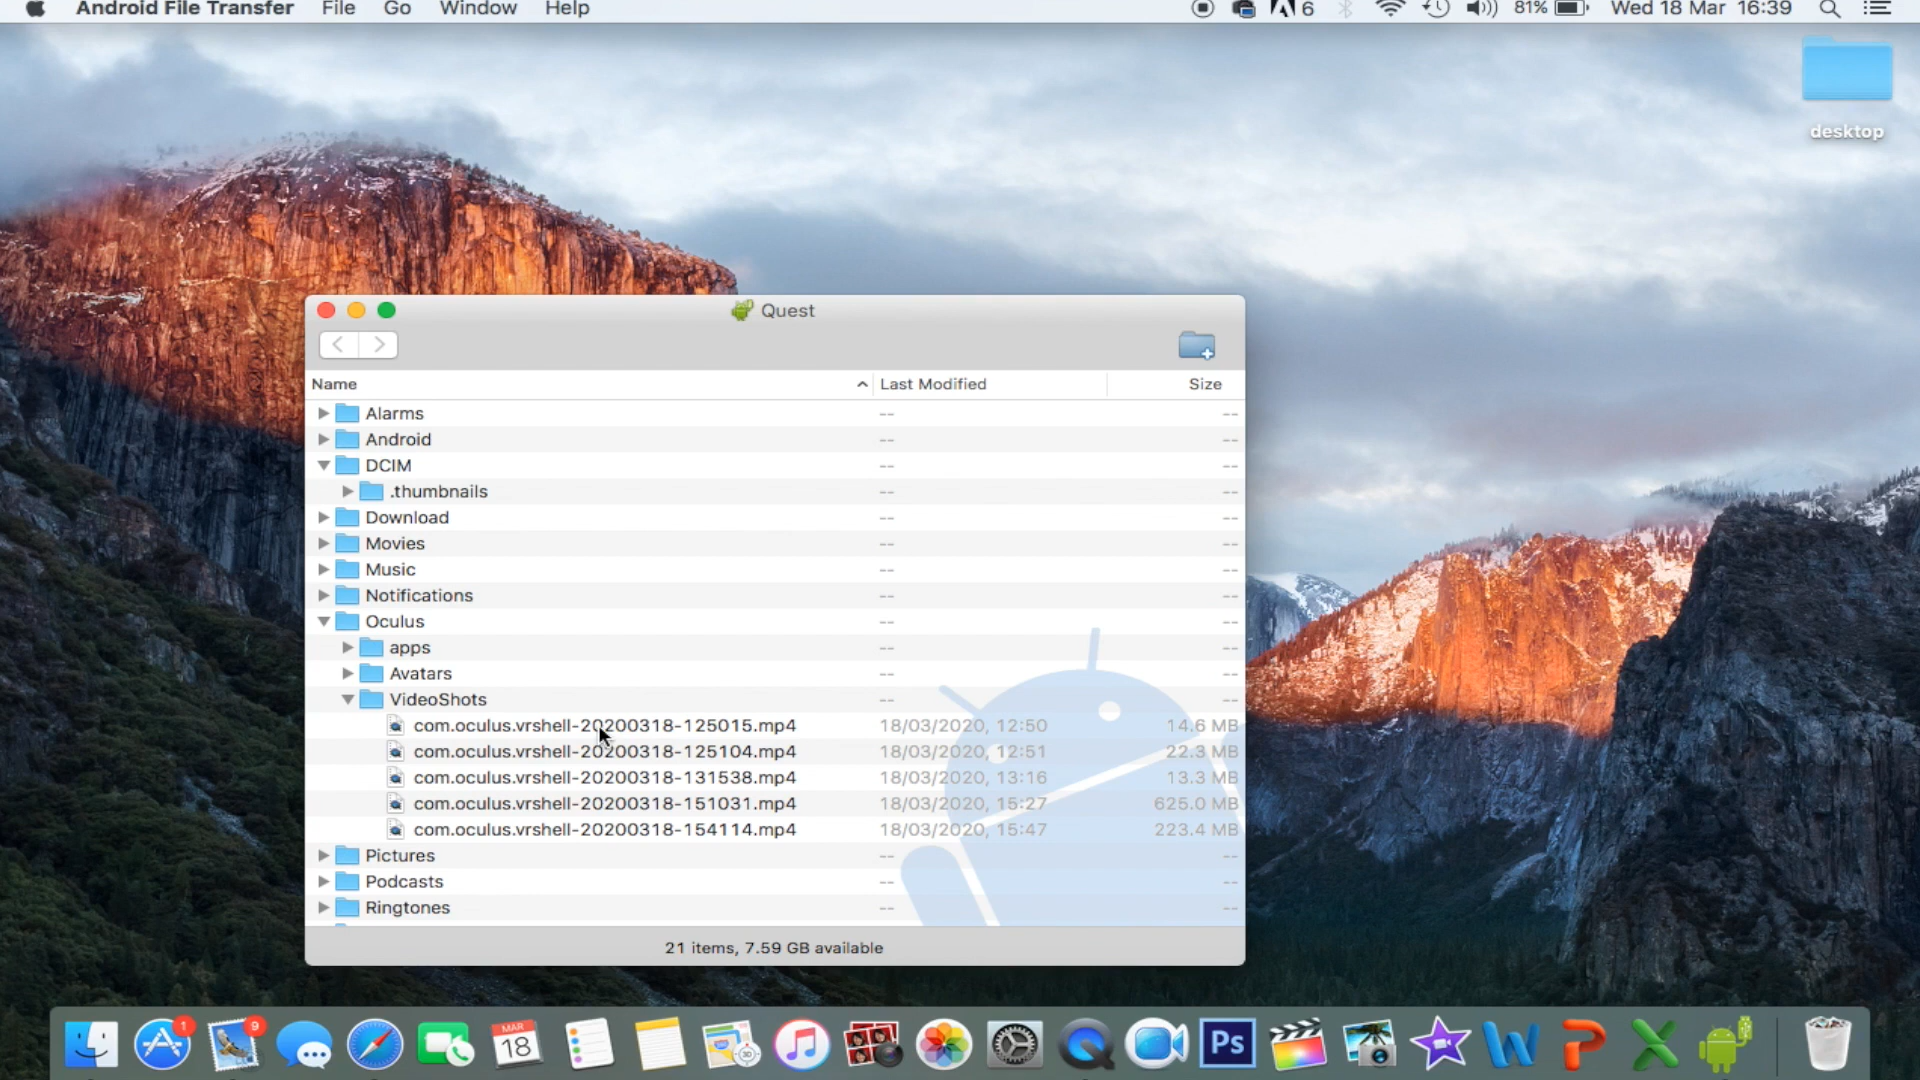 Android File Transfer File Go Window Help 6 81% Wed 18 Mar 16:39
desktop
Quest
Name Last Modified Size
Alarms -- --
Android -- --
DCIM -- --
.thumbnails -- --
Download -- --
Movies -- --
Music -- --
Notifications -- --
Oculus -- --
apps -- --
Avatars -- --
VideoShots -- --
com.oculus.vrshell-20200318-125015.mp4 18/03/2020, 12:50 14.6 MB
com.oculus.vrshell-20200318-125104.mp4 18/03/2020, 12:51 22.3 MB
com.oculus.vrshell-20200318-131538.mp4 18/03/2020, 13:16 13.3 MB
com.oculus.vrshell-20200318-151031.mp4 18/03/2020, 15:27 625.0 MB
com.oculus.vrshell-20200318-154114.mp4 18/03/2020, 15:47 223.4 MB
Pictures -- --
Podcasts -- --
Ringtones -- --
21 items, 7.59 GB available
1 9 MAR 18 Ps